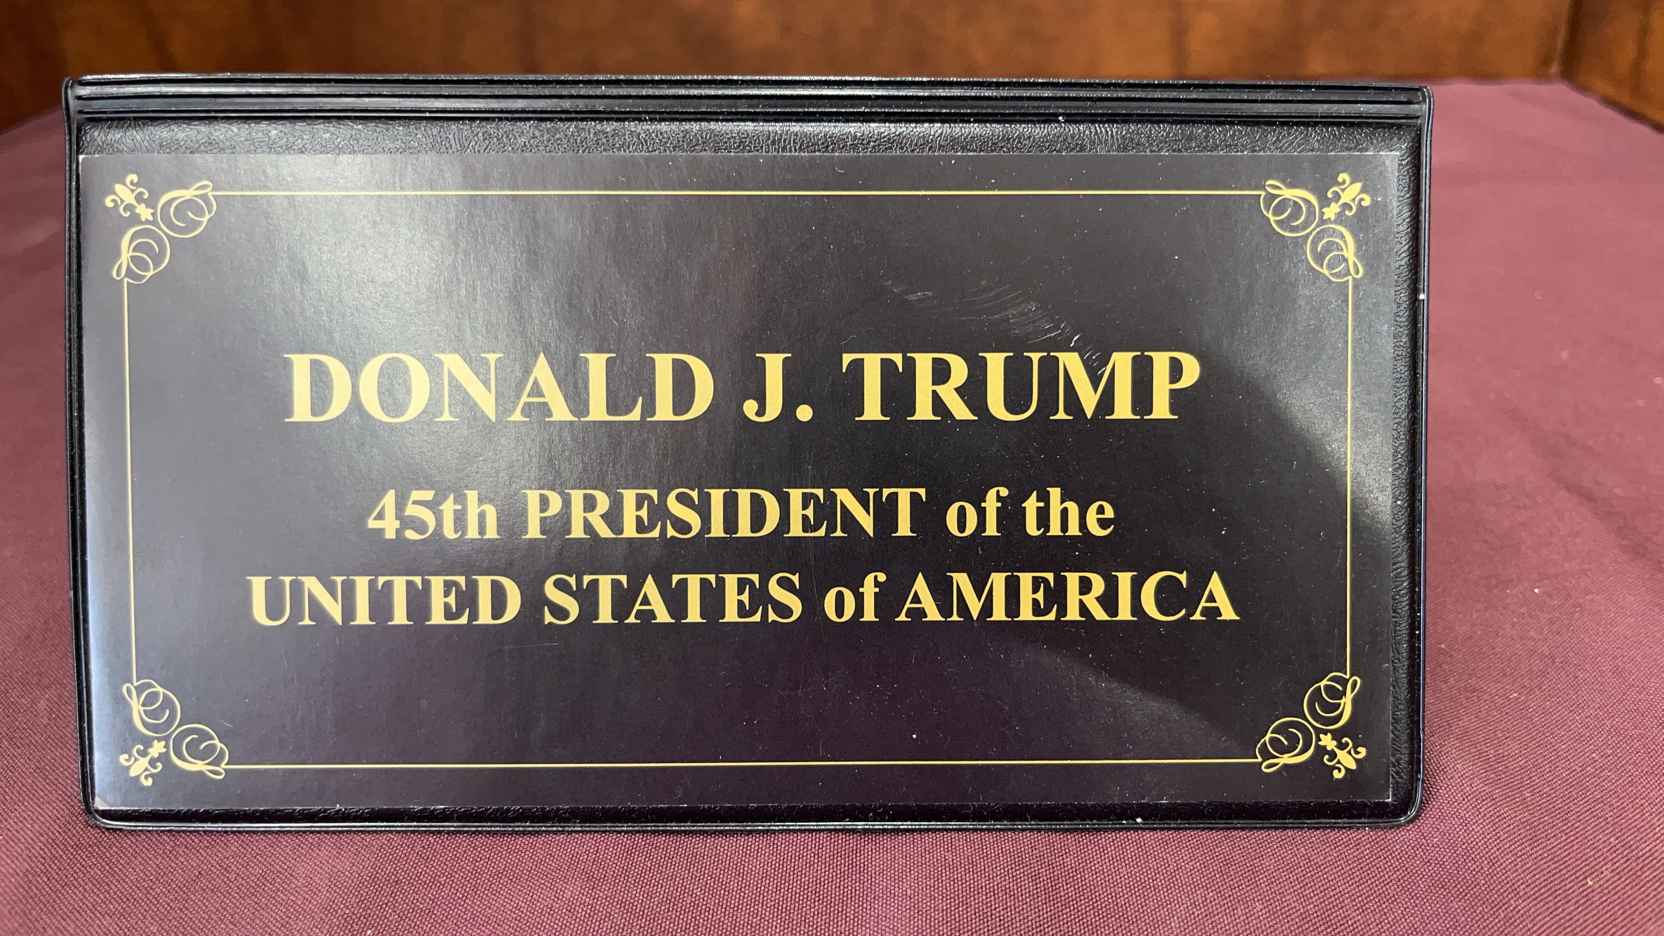 DONALD J. TRUMP
45th PRESIDENT of the
UNITED STATES of AMERICA